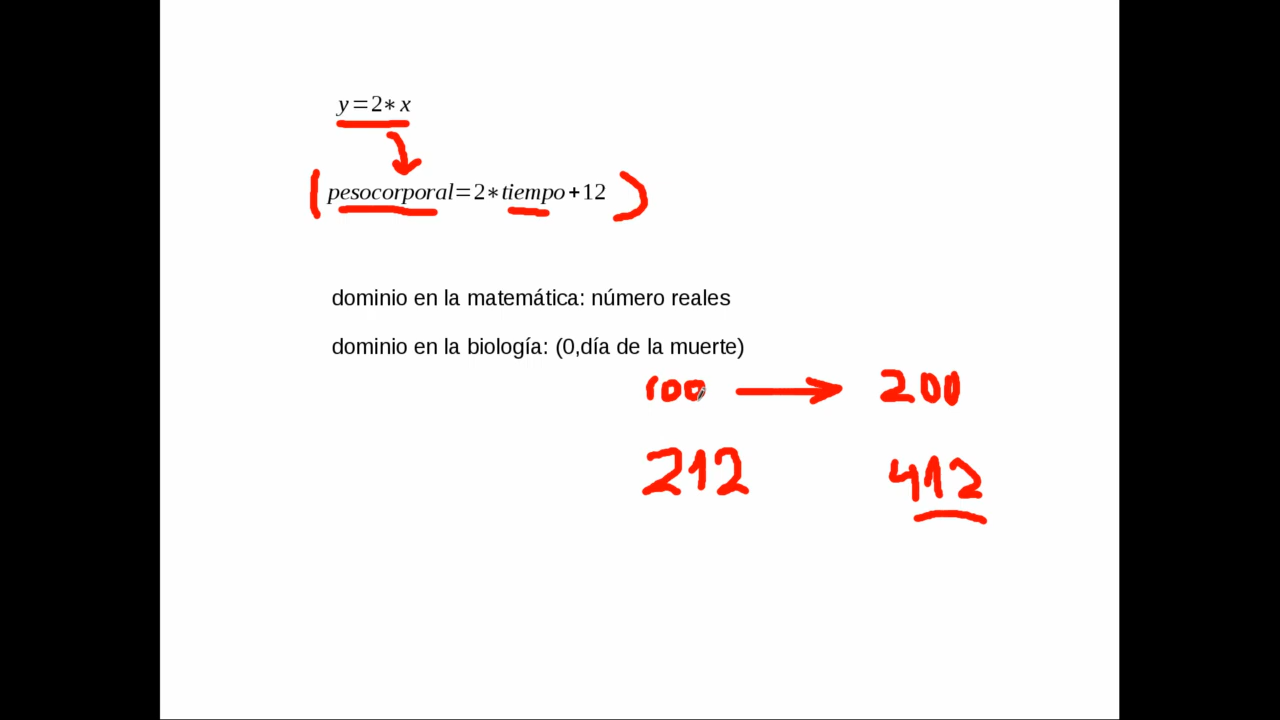 y=2*x
pesocorporal=2*tiempo+12
dominio en la matemática: número reales
dominio en la biología: (0,día de la muerte)
100 → 200
212 412